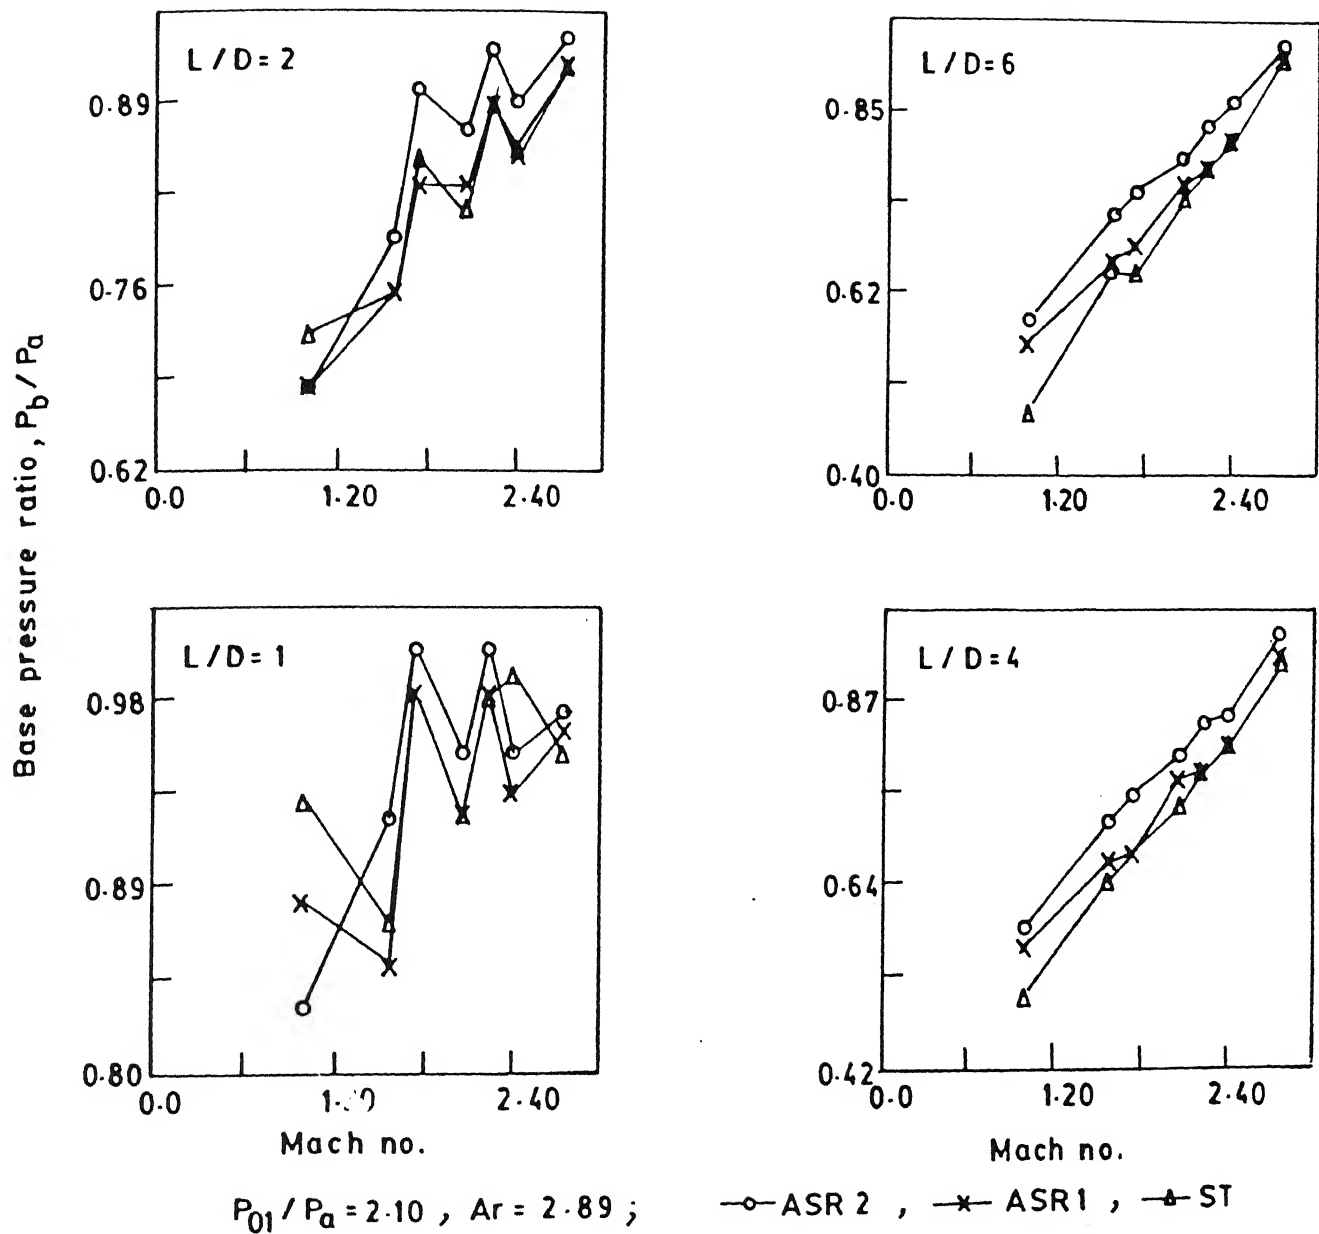 L/D=2
0.89
0.76
0.62
0.0 1.20 2.40
L/D=6
0.85
0.62
0.40
0.0 1.20 2.40
Base pressure ratio, Pb/Pa
L/D=1
0.98
0.89
0.80
0.0 2.40
Mach no.
L/D=4
0.87
0.64
0.42
0.0 1.20 2.40
Mach no.
P01/Pa=2.10, Ar=2.89; ASR2, ASR1, ST